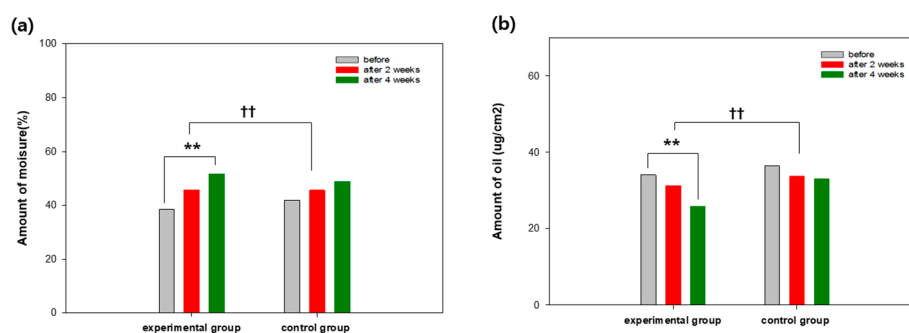 (a)
100
80
60
40
20
0
Amount of moisure(%)
before
after 2 weeks
after 4 weeks
††
**
experimental group
control group
(b)
60
40
20
0
Amount of oil (ug/cm2)
before
after 2 weeks
after 4 weeks
††
**
experimental group
control group